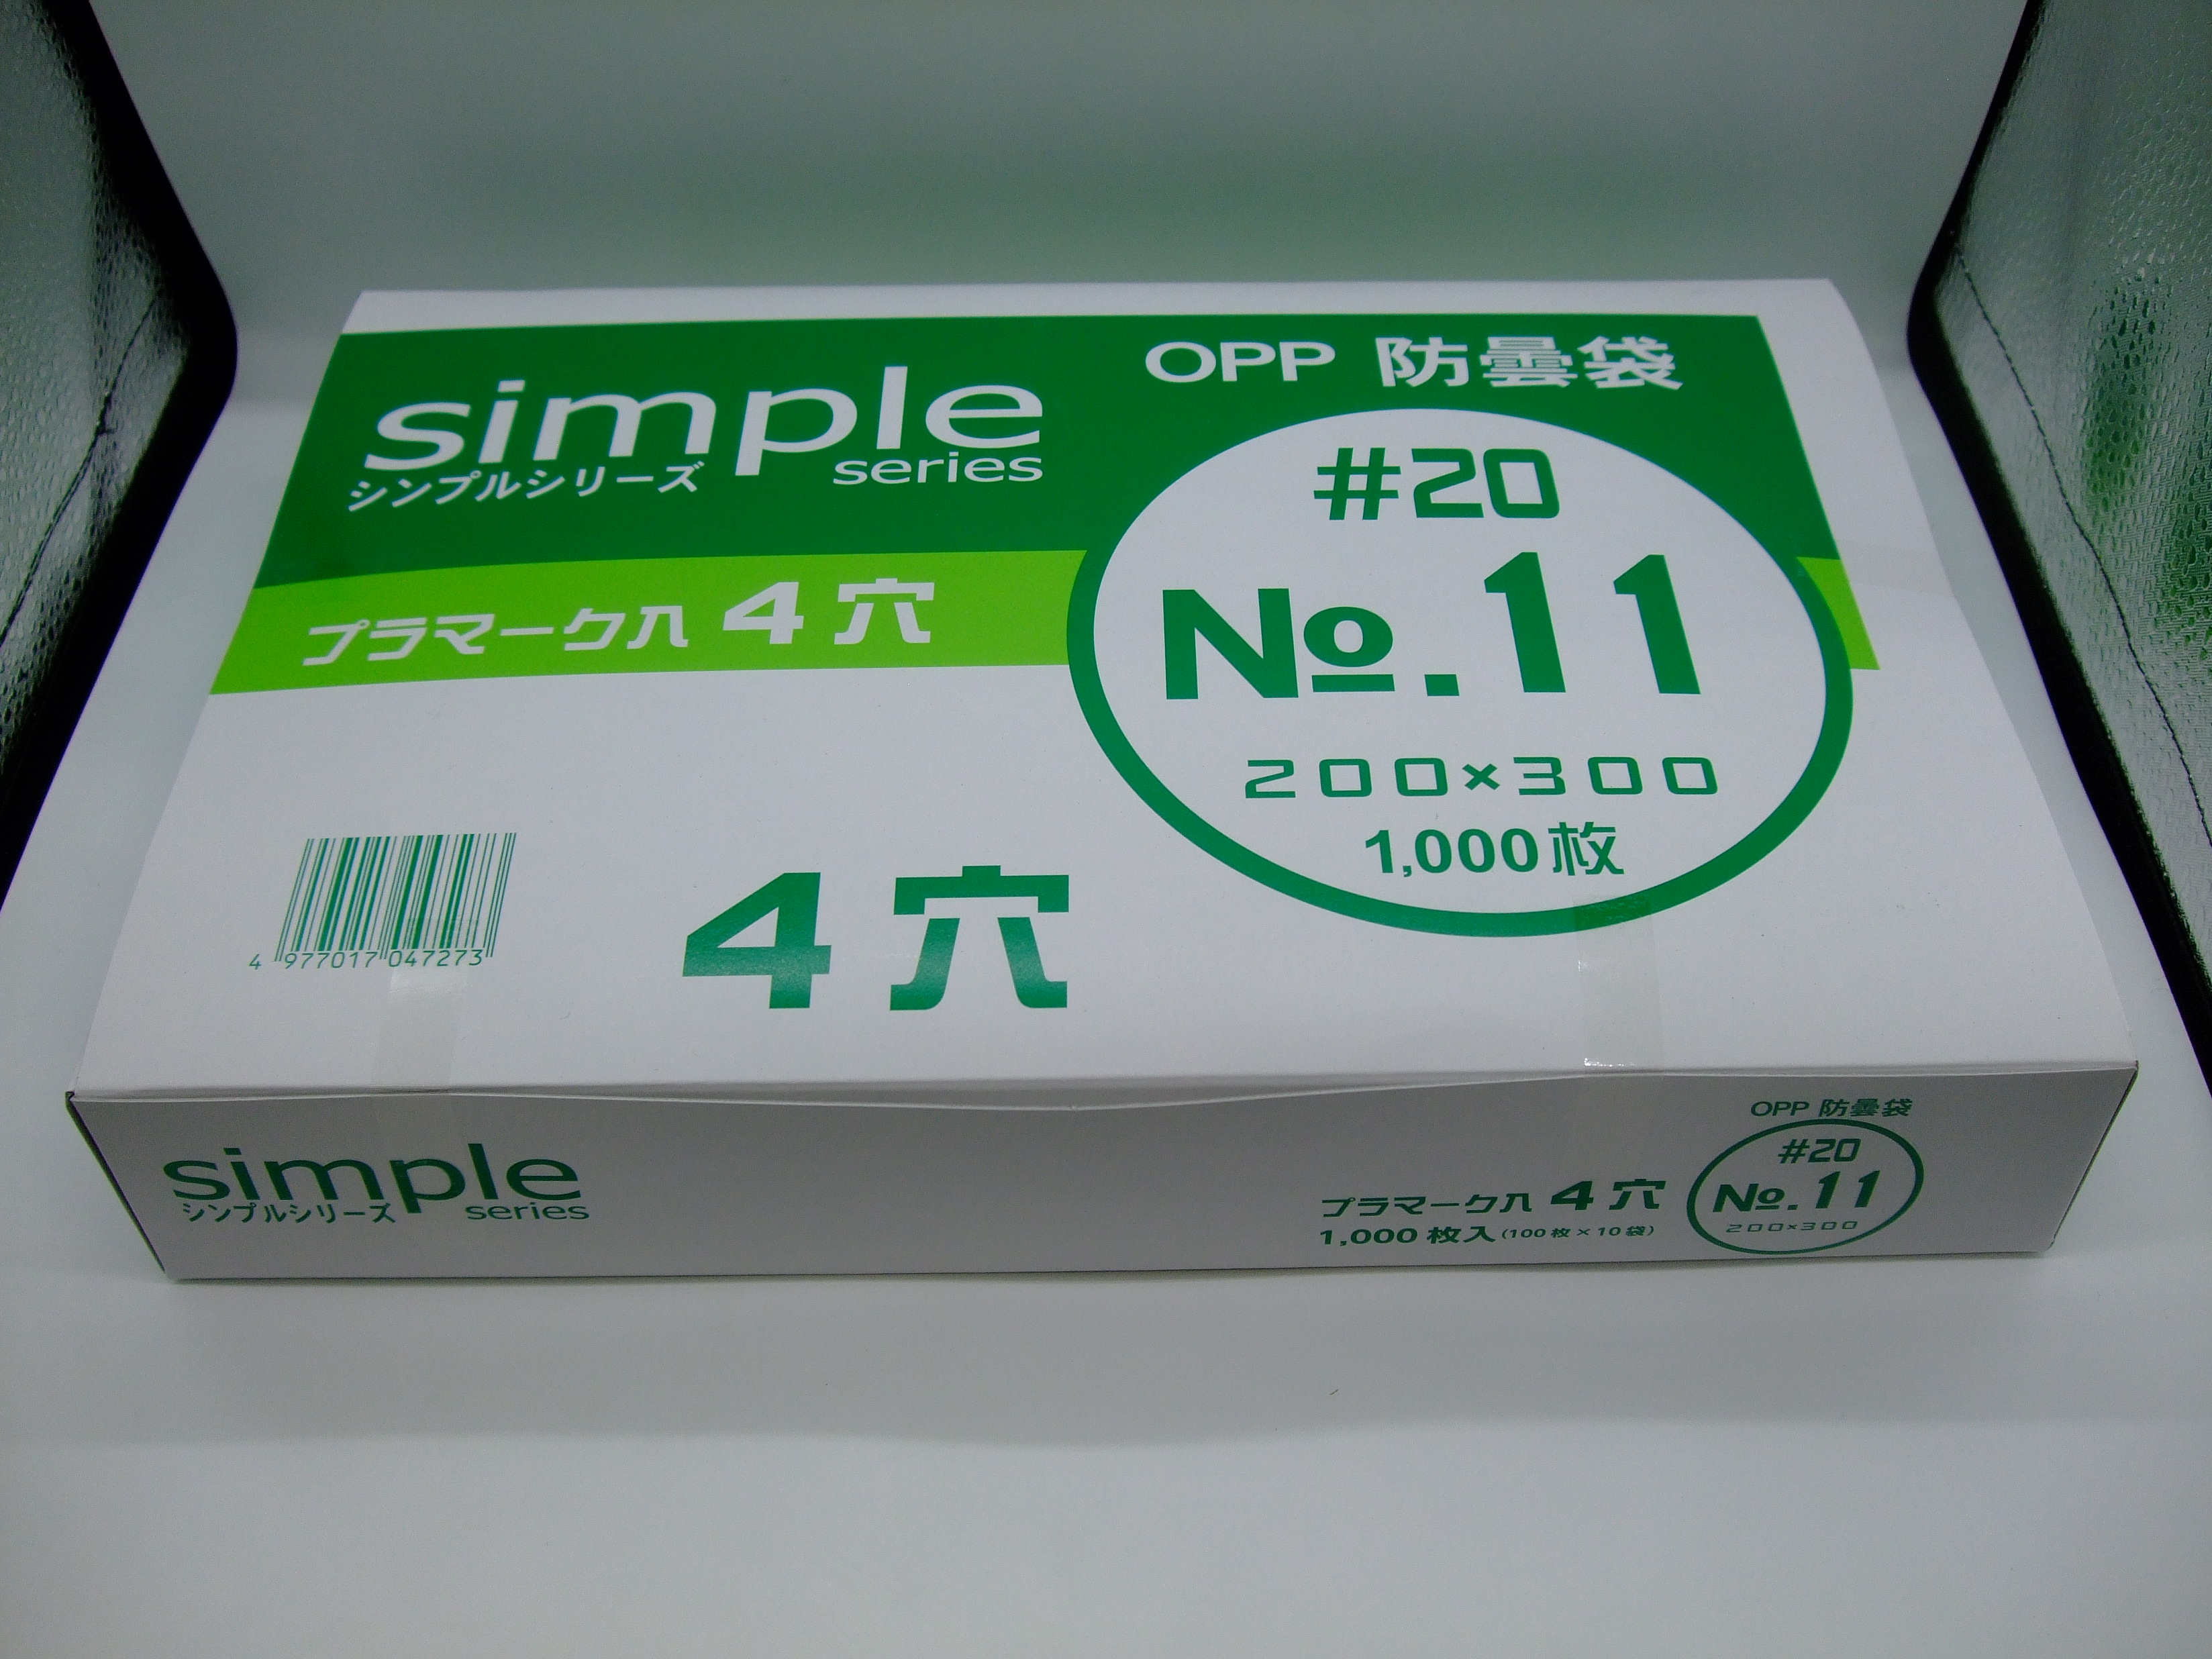 OPP 防曇袋
simple
series
シンプルシリーズ
#20
№.11
200×300
1,000枚
プラマーク入 4穴
4穴
4 977017 047273
simple
series
シンプルシリーズ
OPP 防曇袋
#20
№.11
200×300
プラマーク入 4穴
1,000枚入(100枚×10袋)